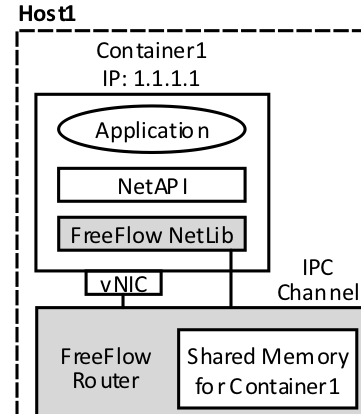 Host1
Container1
IP: 1.1.1.1
Application
NetAPI
FreeFlow NetLib
vNIC
IPC
Channel
FreeFlow
Router
Shared Memory
for Container1